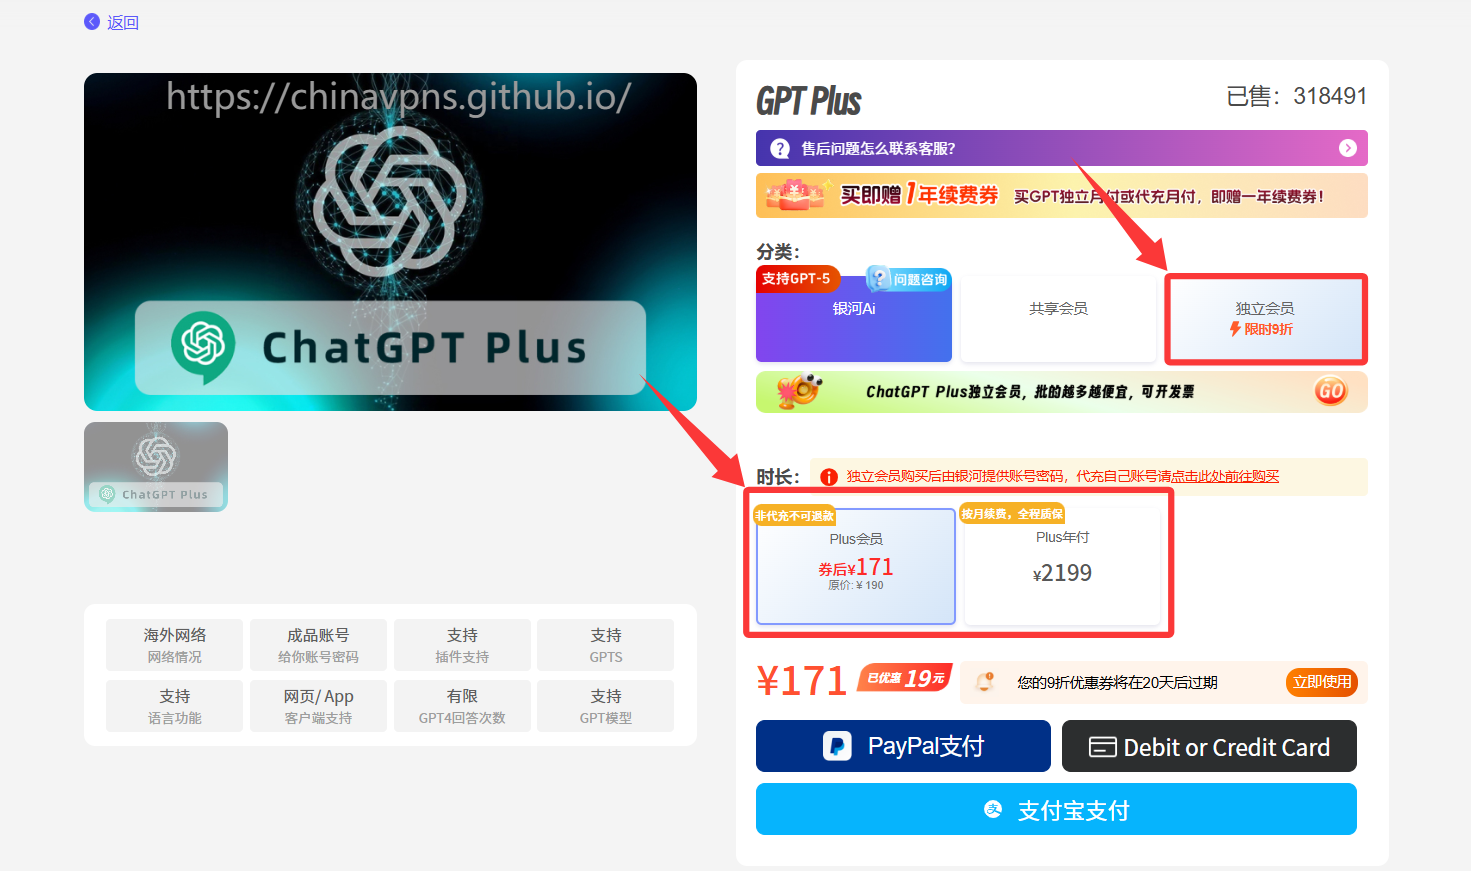 返回
https://chinavpns.github.io/
ChatGPT Plus
ChatGPT Plus
海外网络
网络情况
成品账号
给你账号密码
支持
插件支持
支持
GPTS
支持
语言功能
网页/ App
客户端支持
有限
GPT4回答次数
支持
GPT模型
GPT Plus
已售：318491
售后问题怎么联系客服？
买即赠1年续费券 买GPT独立月付或代充月付，即赠一年续费券！
分类：
支持GPT-5
问题咨询
银河Ai
共享会员
独立会员
限时9折
ChatGPT Plus独立会员，批的越多越便宜，可开发票
GO
时长：
独立会员购买后由银河提供账号密码，代充自己账号请点击此处前往购买
非代充不可退款
Plus会员
券后¥171
原价: ¥ 190
按月续费，全程质保
Plus年付
¥2199
¥171
已优惠 19元
您的9折优惠券将在20天后过期
立即使用
PayPal支付
Debit or Credit Card
支付宝支付